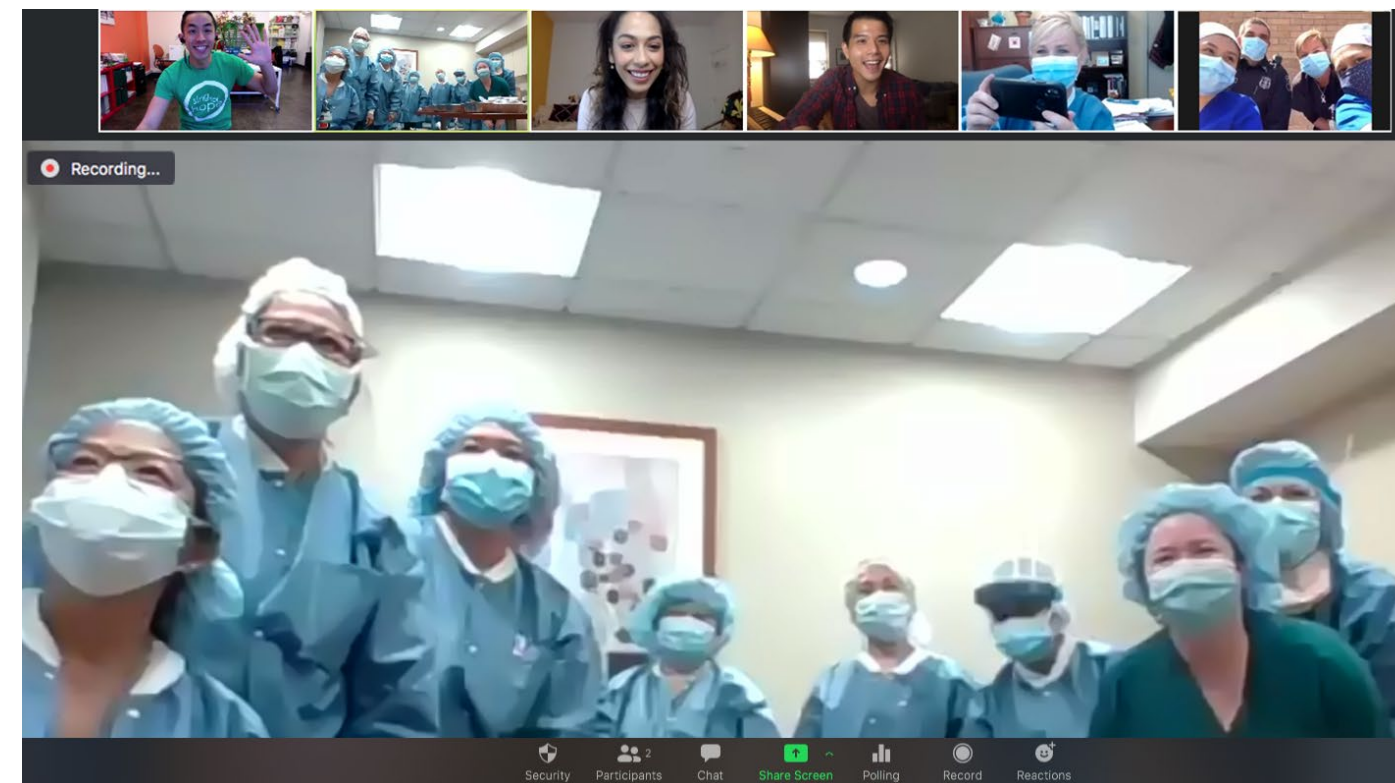 Recording...
2
Security
Participants
Chat
Share Screen
Polling
Record
Reactions